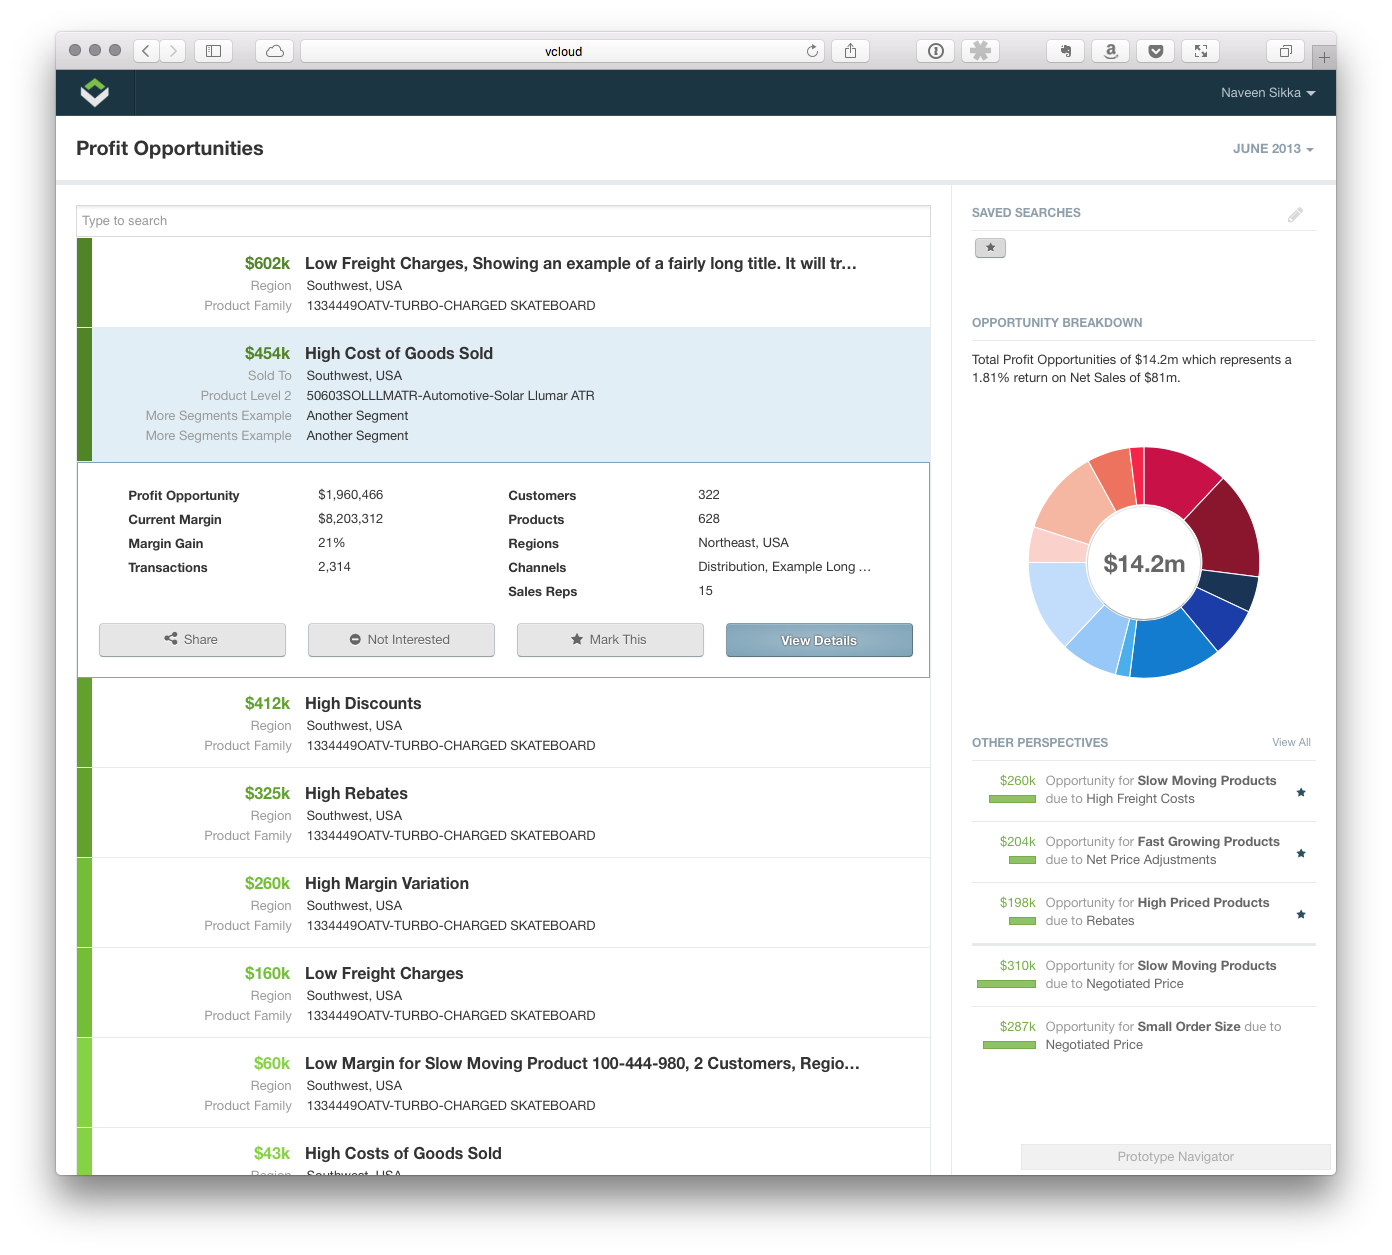 vcloud
Naveen Sikka
Profit Opportunities
JUNE 2013
Type to search
$602k Low Freight Charges, Showing an example of a fairly long title. It will tr...
Region Southwest, USA
Product Family 1334449OATV-TURBO-CHARGED SKATEBOARD
$454k High Cost of Goods Sold
Sold To Southwest, USA
Product Level 2 50603SOLLLMATR-Automotive-Solar Llumar ATR
More Segments Example Another Segment
More Segments Example Another Segment
Profit Opportunity $1,960,466 Customers 322
Current Margin $8,203,312 Products 628
Margin Gain 21% Regions Northeast, USA
Transactions 2,314 Channels Distribution, Example Long ...
Sales Reps 15
Share Not Interested Mark This View Details
$412k High Discounts
Region Southwest, USA
Product Family 1334449OATV-TURBO-CHARGED SKATEBOARD
$325k High Rebates
Region Southwest, USA
Product Family 1334449OATV-TURBO-CHARGED SKATEBOARD
$260k High Margin Variation
Region Southwest, USA
Product Family 1334449OATV-TURBO-CHARGED SKATEBOARD
$160k Low Freight Charges
Region Southwest, USA
Product Family 1334449OATV-TURBO-CHARGED SKATEBOARD
$60k Low Margin for Slow Moving Product 100-444-980, 2 Customers, Regio...
Region Southwest, USA
Product Family 1334449OATV-TURBO-CHARGED SKATEBOARD
$43k High Costs of Goods Sold
Region Southwest, USA
SAVED SEARCHES
OPPORTUNITY BREAKDOWN
Total Profit Opportunities of $14.2m which represents a
1.81% return on Net Sales of $81m.
$14.2m
OTHER PERSPECTIVES View All
$260k Opportunity for Slow Moving Products
due to High Freight Costs
$204k Opportunity for Fast Growing Products
due to Net Price Adjustments
$198k Opportunity for High Priced Products
due to Rebates
$310k Opportunity for Slow Moving Products
due to Negotiated Price
$287k Opportunity for Small Order Size due to
Negotiated Price
Prototype Navigator